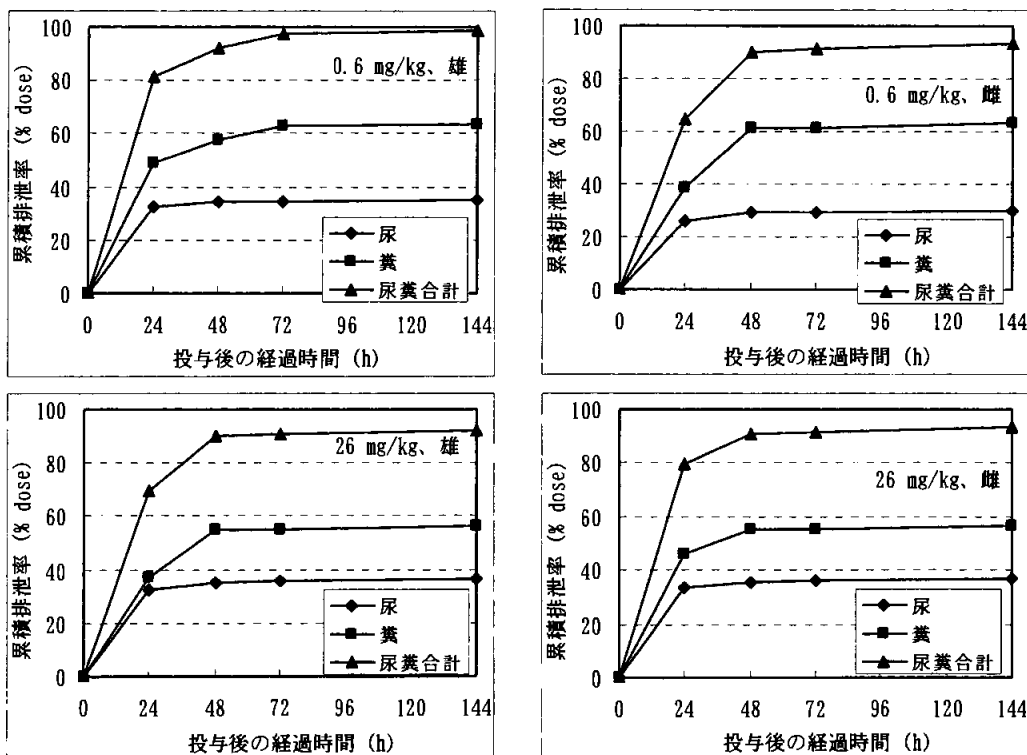 累積排泄率 (% dose)
100
80
60
40
20
0
0.6 mg/kg、雄
尿
糞
尿糞合計
0 24 48 72 96 120 144
投与後の経過時間 (h)
累積排泄率 (% dose)
100
80
60
40
20
0
0.6 mg/kg、雌
尿
糞
尿糞合計
0 24 48 72 96 120 144
投与後の経過時間 (h)
累積排泄率 (% dose)
100
80
60
40
20
0
26 mg/kg、雄
尿
糞
尿糞合計
0 24 48 72 96 120 144
投与後の経過時間 (h)
累積排泄率 (% dose)
100
80
60
40
20
0
26 mg/kg、雌
尿
糞
尿糞合計
0 24 48 72 96 120 144
投与後の経過時間 (h)